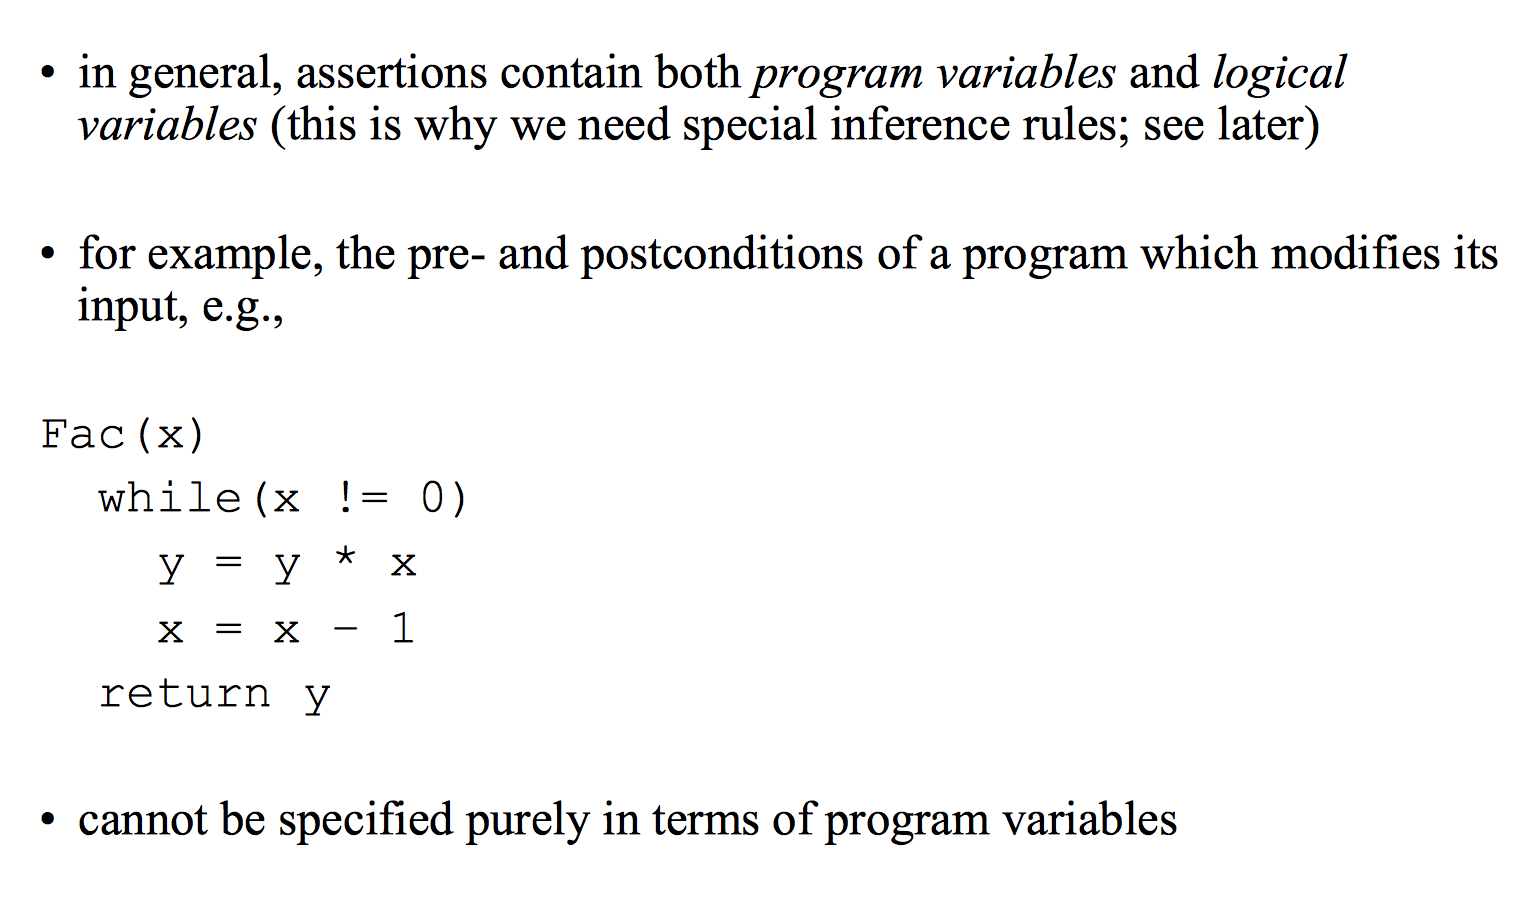 • in general, assertions contain both program variables and logical
variables (this is why we need special inference rules; see later)
• for example, the pre- and postconditions of a program which modifies its
input, e.g.,
Fac(x)
while(x != 0)
y = y * x
x = x - 1
return y
• cannot be specified purely in terms of program variables